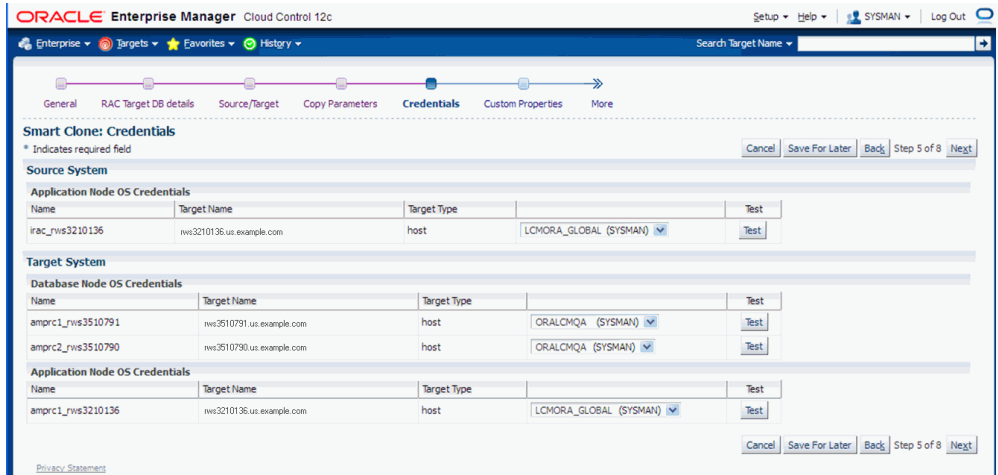 ORACLE Enterprise Manager Cloud Control 12c
Setup Help SYSMAN Log Out
Enterprise Targets Favorites History Search Target Name
General RAC Target DB details Source/Target Copy Parameters Credentials Custom Properties More
Smart Clone: Credentials
* Indicates required field
Cancel Save For Later Back Step 5 of 8 Next
Source System
Application Node OS Credentials
Name Target Name Target Type Test
irac_rws3210136 rws3210136.us.example.com host LCMORA_GLOBAL (SYSMAN) Test
Target System
Database Node OS Credentials
Name Target Name Target Type Test
amprc1_rws3510791 rws3510791.us.example.com host ORALCMQA (SYSMAN) Test
amprc2_rws3510790 rws3510790.us.example.com host ORALCMQA (SYSMAN) Test
Application Node OS Credentials
Name Target Name Target Type Test
amprc1_rws3210136 rws3210136.us.example.com host LCMORA_GLOBAL (SYSMAN) Test
Cancel Save For Later Back Step 5 of 8 Next
Privacy Statement